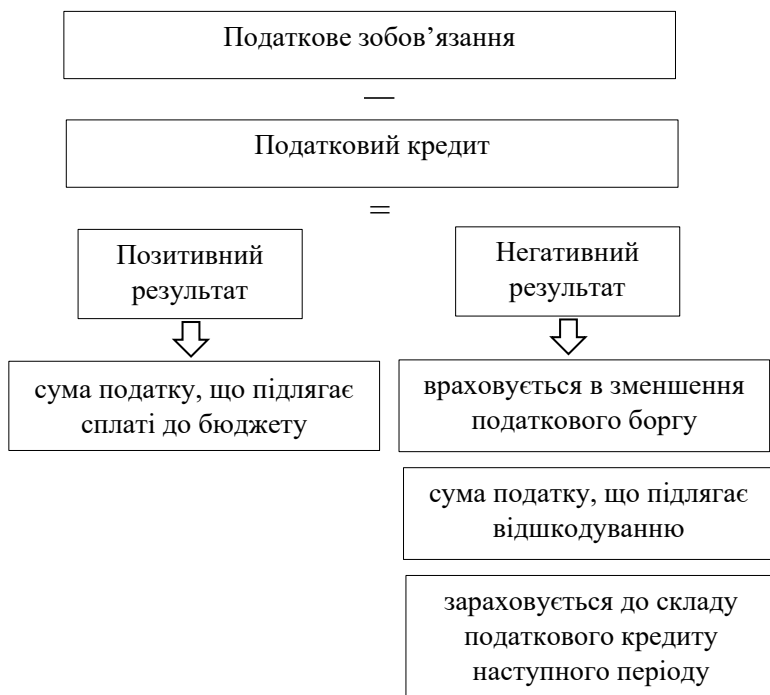 Податкове зобов’язання
—
Податковий кредит
=
Позитивний
результат
Негативний
результат
сума податку, що підлягає
сплаті до бюджету
враховується в зменшення
податкового боргу
сума податку, що підлягає
відшкодуванню
зараховується до складу
податкового кредиту
наступного періоду